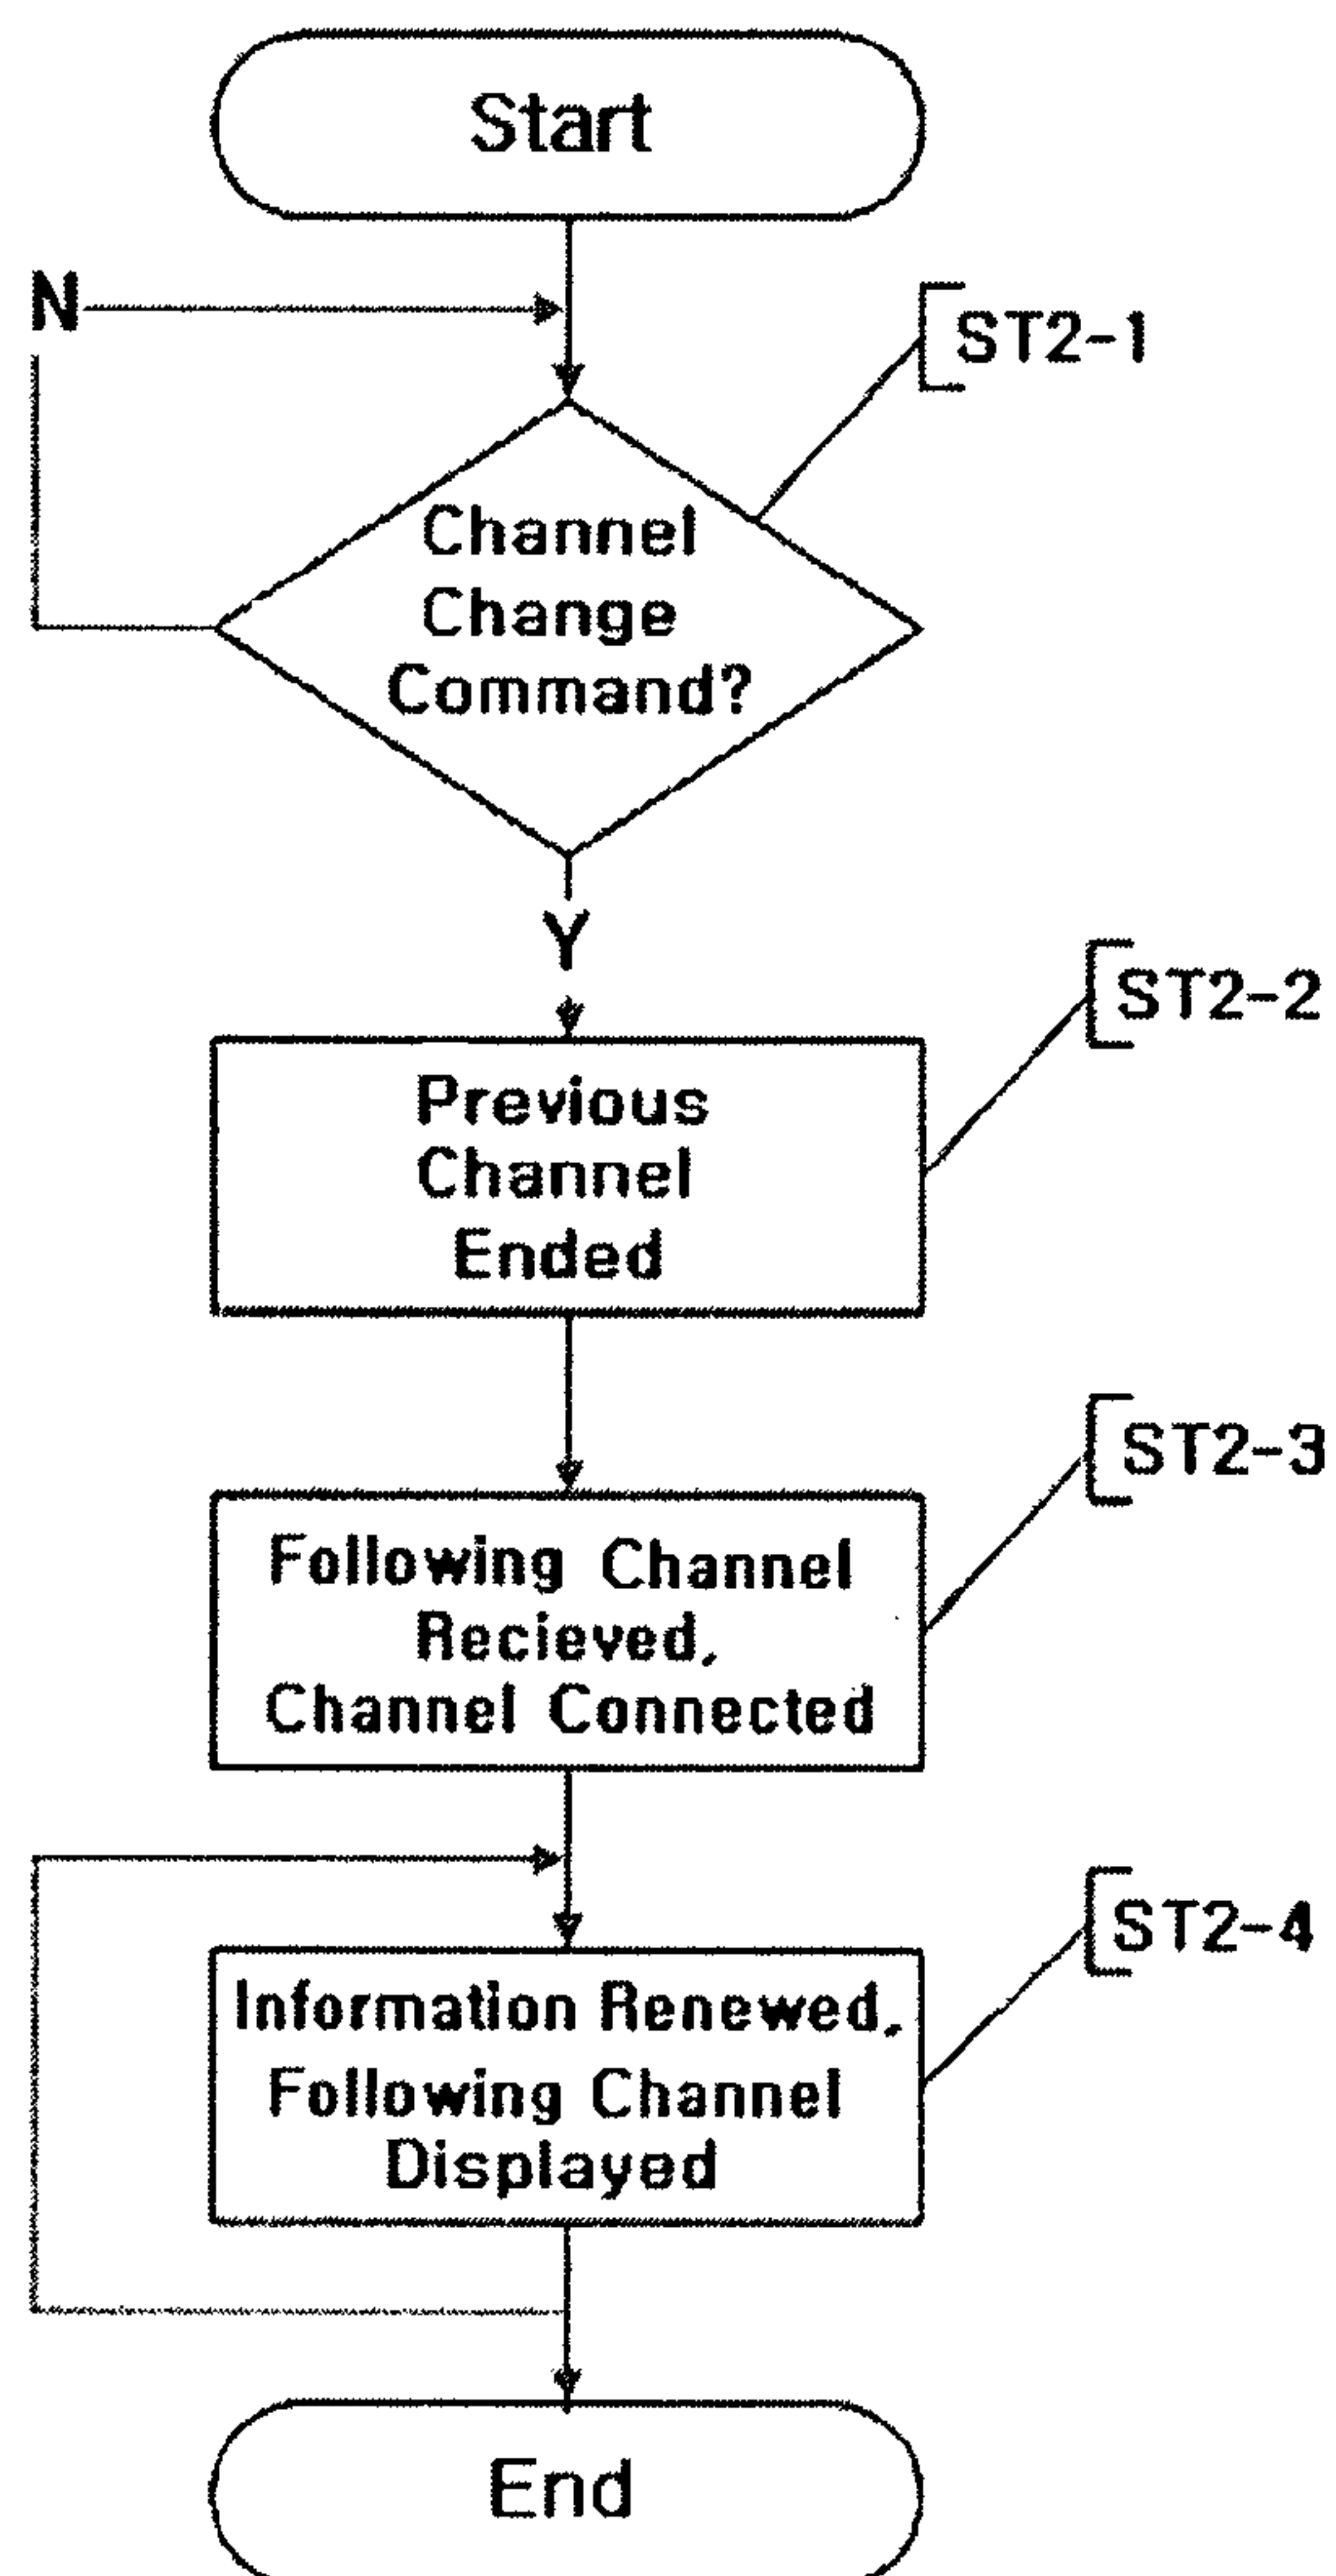 Start
N
ST2-1
Channel
Change
Command?
Y
ST2-2
Previous
Channel
Ended
ST2-3
Following Channel
Recieved,
Channel Connected
ST2-4
Information Renewed,
Following Channel
Displayed
End